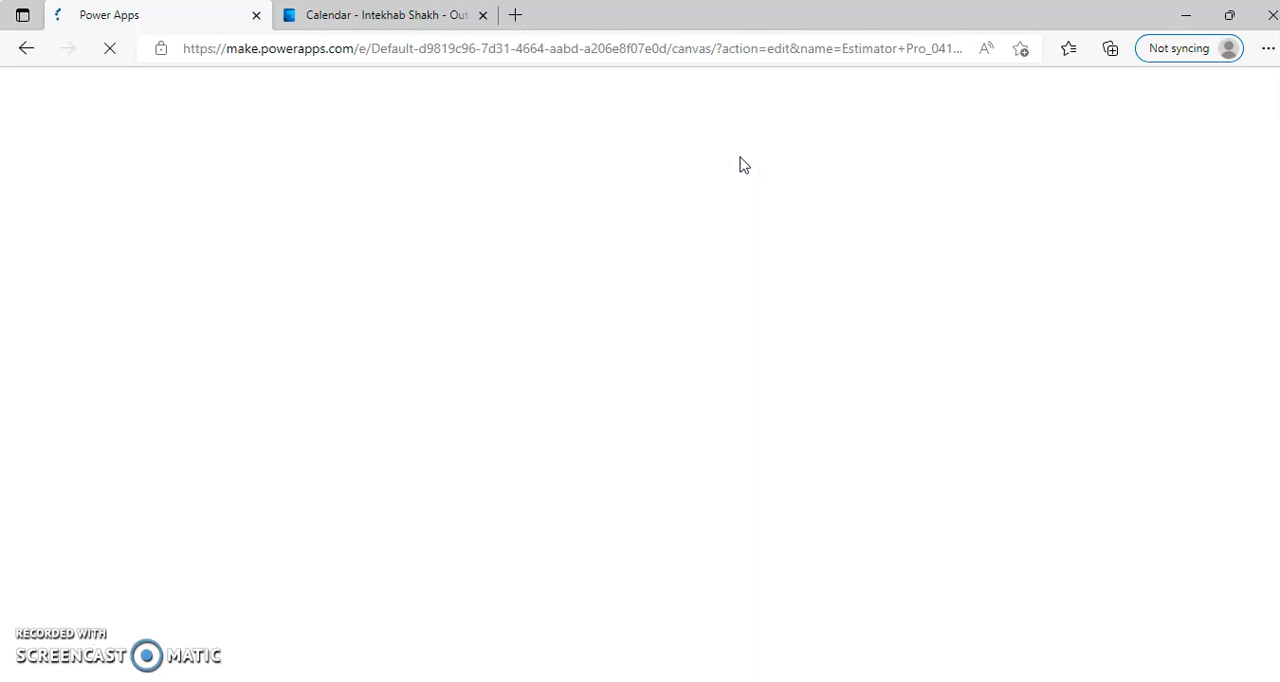 Power Apps
Calendar - Intekhab Shakh - Out
https://make.powerapps.com/e/Default-d9819c96-7d31-4664-aabd-a206e8f07e0d/canvas/?action=edit&name=Estimator+Pro_041...
Not syncing
RECORDED WITH
SCREENCAST MATIC